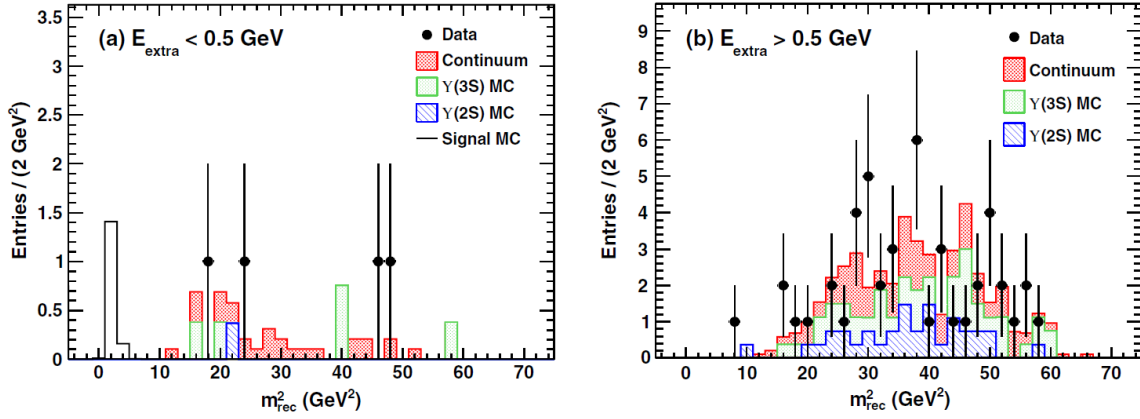 (a) E_extra < 0.5 GeV
Data
Continuum
Υ(3S) MC
Υ(2S) MC
Signal MC
Entries / (2 GeV²)
3.5
3
2.5
2
1.5
1
0.5
0
0 10 20 30 40 50 60 70
m²_rec (GeV²)
(b) E_extra > 0.5 GeV
Data
Continuum
Υ(3S) MC
Υ(2S) MC
Entries / (2 GeV²)
9
8
7
6
5
4
3
2
1
0
0 10 20 30 40 50 60 70
m²_rec (GeV²)